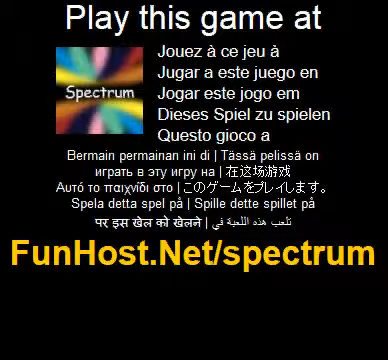 Play this game at
Spectrum
Jouez à ce jeu à
Jugar a este juego en
Jogar este jogo em
Dieses Spiel zu spielen
Questo gioco a
Bermain permainan ini di | Tässä pelissä on
играть в эту игру на | 在这场游戏
Αυτό το παιχνίδι στο | このゲームをプレイします。
Spela detta spel på | Spille dette spillet på
पर इस खेल को खेलने | تلعب هذه اللعبة في
FunHost.Net/spectrum